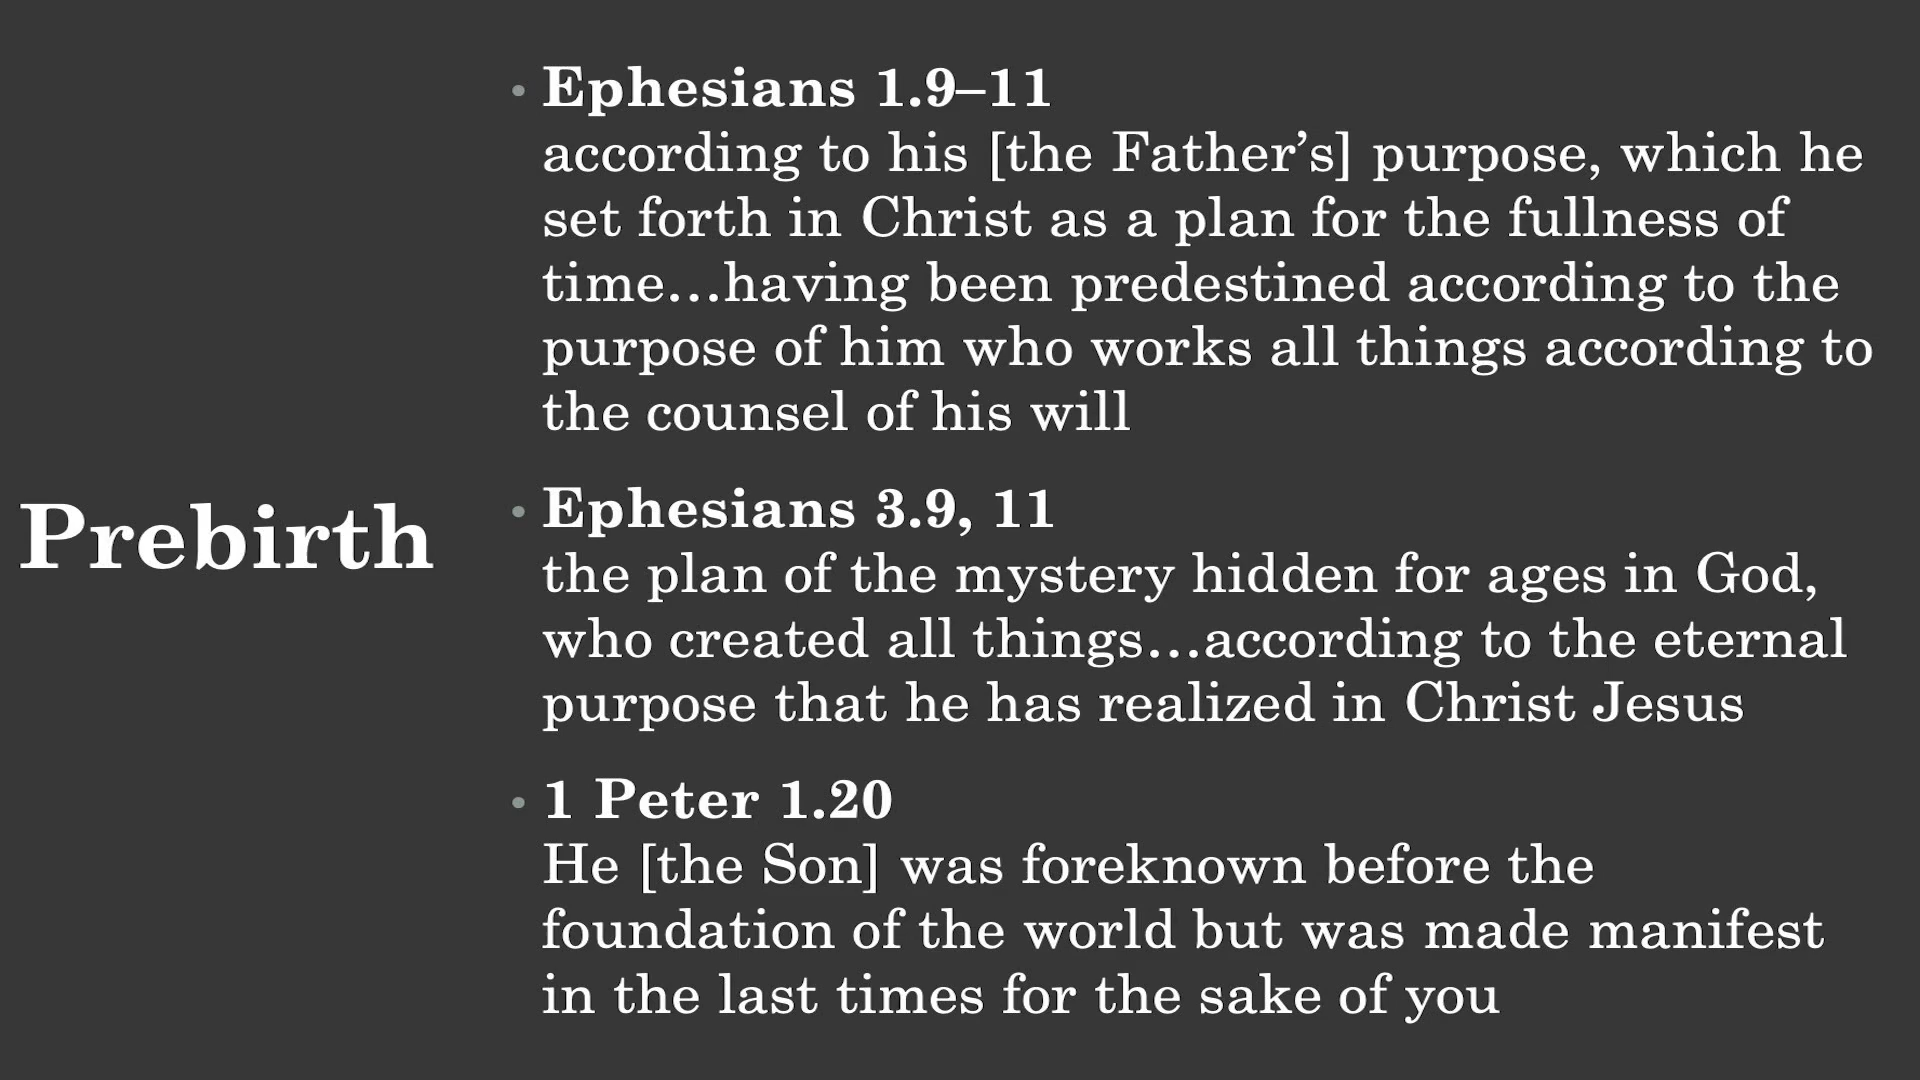 Prebirth
• Ephesians 1.9–11
according to his [the Father’s] purpose, which he
set forth in Christ as a plan for the fullness of
time…having been predestined according to the
purpose of him who works all things according to
the counsel of his will
• Ephesians 3.9, 11
the plan of the mystery hidden for ages in God,
who created all things…according to the eternal
purpose that he has realized in Christ Jesus
• 1 Peter 1.20
He [the Son] was foreknown before the
foundation of the world but was made manifest
in the last times for the sake of you